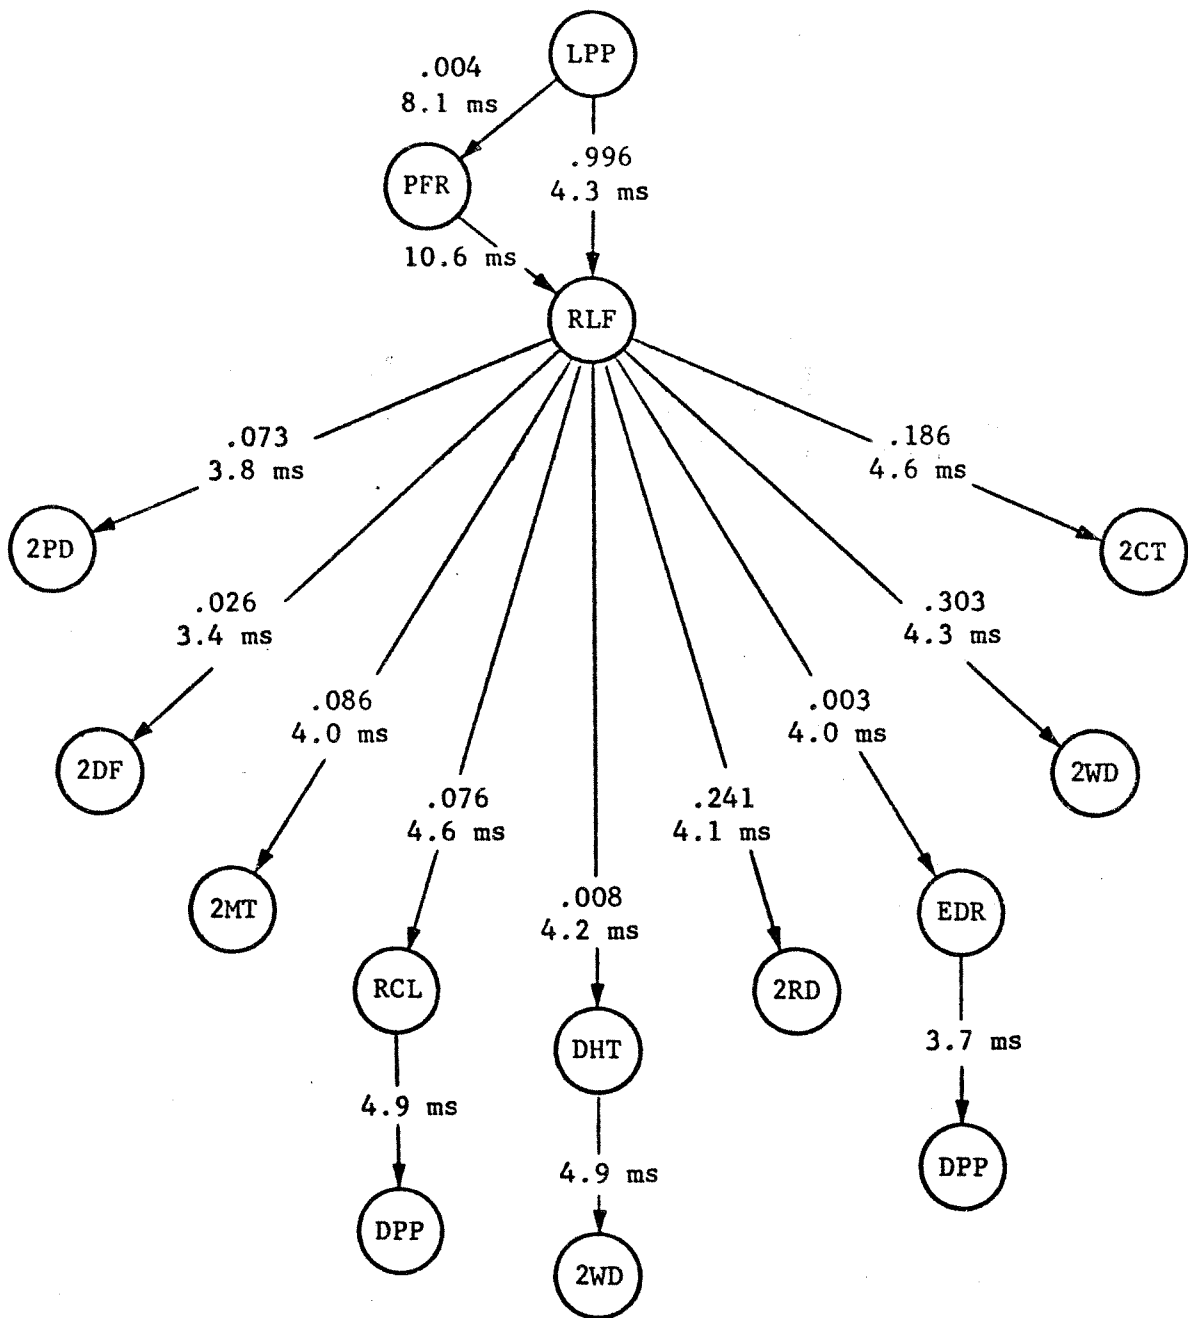 LPP
.004
8.1 ms
.996
4.3 ms
PFR
10.6 ms
RLF
.073
3.8 ms
.186
4.6 ms
2PD
2CT
.026
3.4 ms
.303
4.3 ms
.086
4.0 ms
.003
4.0 ms
2DF
2WD
.076
4.6 ms
.241
4.1 ms
2MT
.008
4.2 ms
EDR
RCL
2RD
DHT
3.7 ms
4.9 ms
4.9 ms
DPP
DPP
2WD